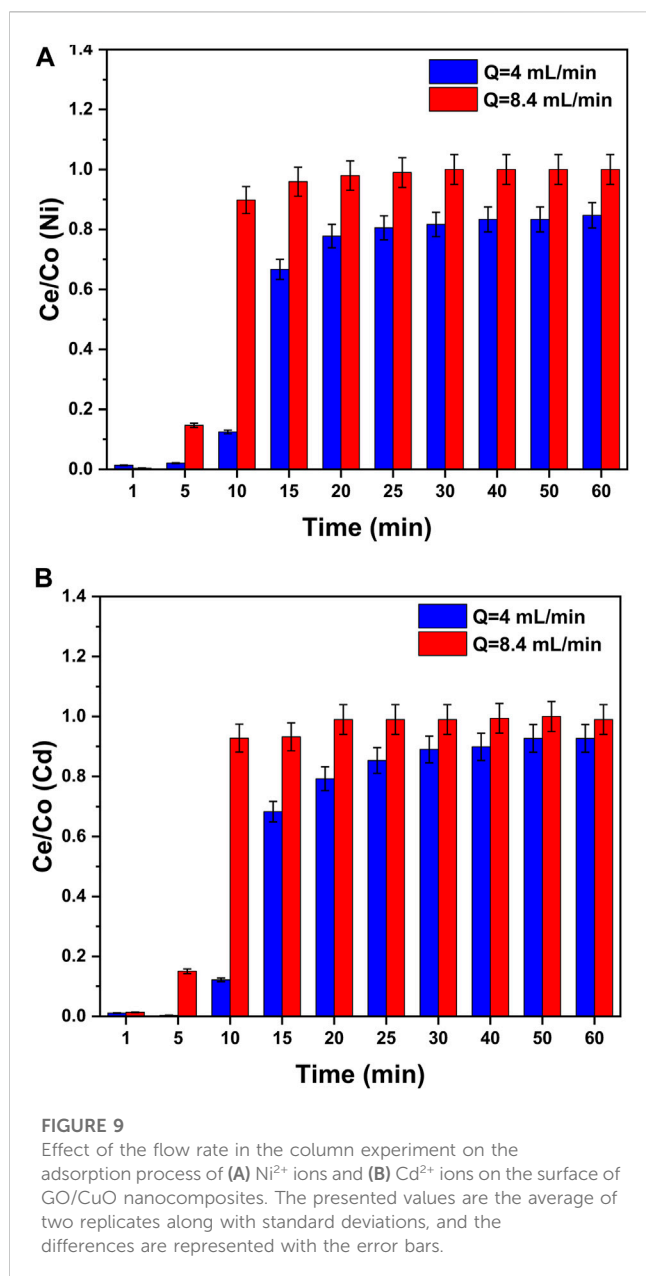 A
1.4
Q=4 mL/min
Q=8.4 mL/min
1.2
1.0
0.8
0.6
0.4
0.2
0.0
Ce/Co (Ni)
1 5 10 15 20 25 30 40 50 60
Time (min)
B
1.4
Q=4 mL/min
Q=8.4 mL/min
1.2
1.0
0.8
0.6
0.4
0.2
0.0
Ce/Co (Cd)
1 5 10 15 20 25 30 40 50 60
Time (min)
FIGURE 9
Effect of the flow rate in the column experiment on the
adsorption process of (A) Ni²⁺ ions and (B) Cd²⁺ ions on the surface of
GO/CuO nanocomposites. The presented values are the average of
two replicates along with standard deviations, and the
differences are represented with the error bars.